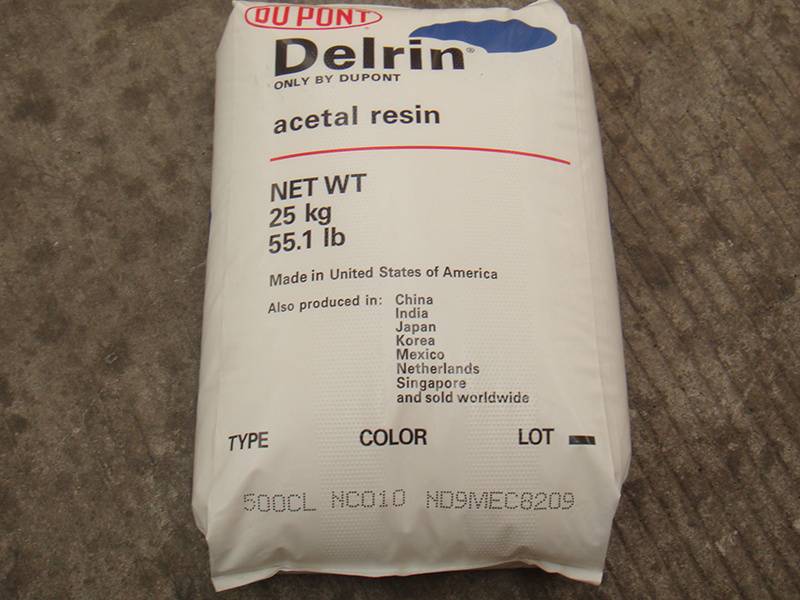 DU PONT
Delrin®
ONLY BY DUPONT
acetal resin
NET WT
25 kg
55.1 lb
Made in United States of America
Also produced in: China
India
Japan
Korea
Mexico
Netherlands
Singapore
and sold worldwide
TYPE COLOR LOT
500CL NC010 N09MEC8209